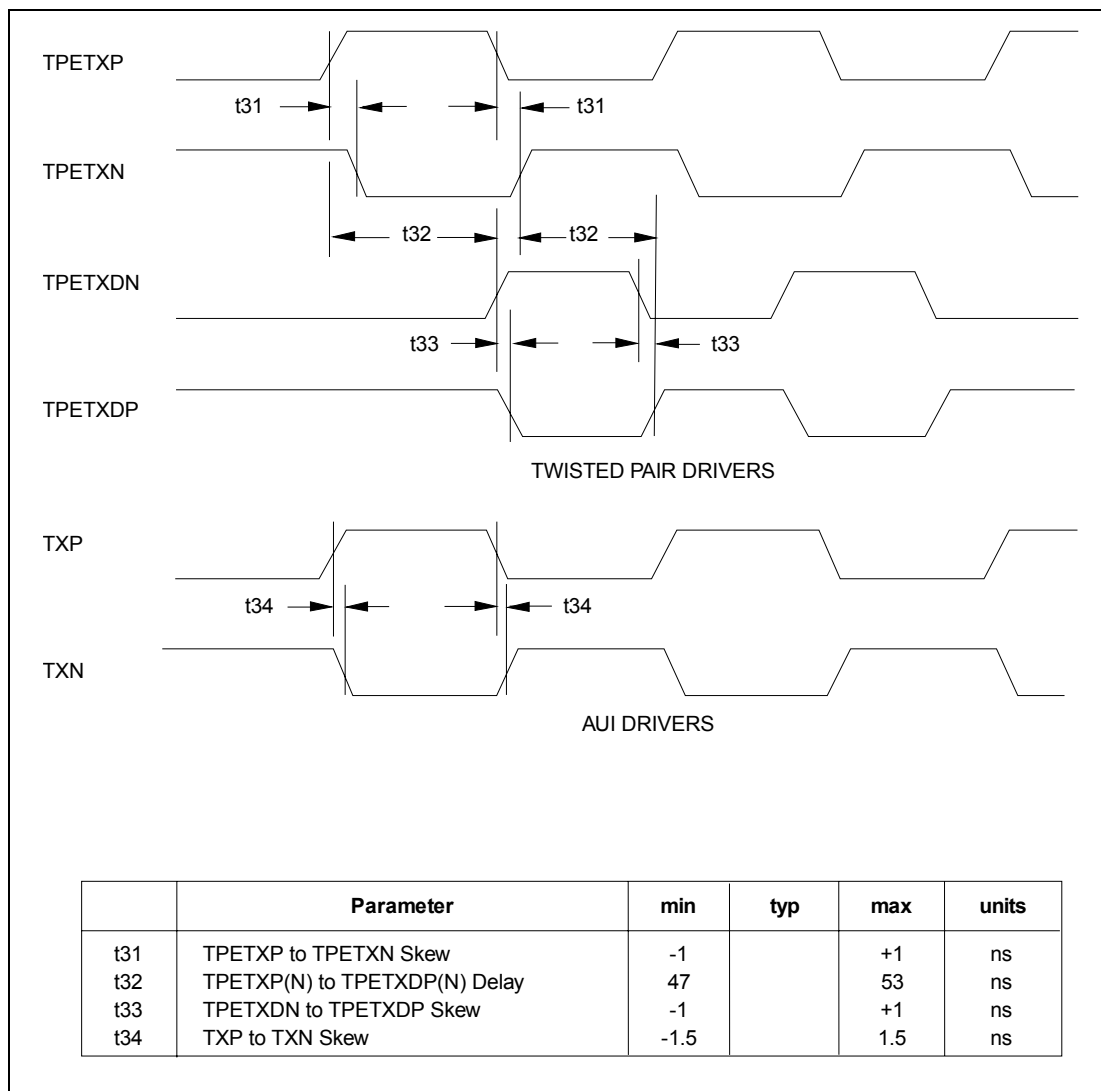 TPETXP
t31 t31
TPETXN
t32 t32
TPETXDN
t33 t33
TPETXDP
TWISTED PAIR DRIVERS
TXP
t34 t34
TXN
AUI DRIVERS
Parameter min typ max units
t31 TPETXP to TPETXN Skew -1 +1 ns
t32 TPETXP(N) to TPETXDP(N) Delay 47 53 ns
t33 TPETXDN to TPETXDP Skew -1 +1 ns
t34 TXP to TXN Skew -1.5 1.5 ns